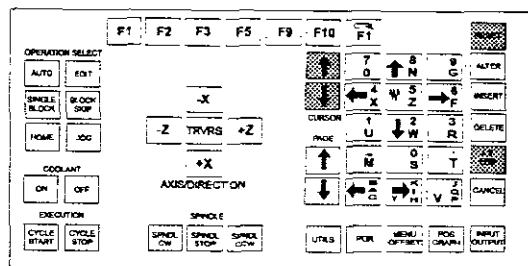 F1 F2 F3 F5 F9 F10 F1
OPERATION SELECT
AUTO EDIT
SINGLE BLOCK BLOCK SKIP
HOME JOG
COOLANT
ON OFF
EXECUTION
CYCLE START CYCLE STOP
-X
-Z TRVRS +Z
+X
AXIS/DIRECTION
SPINDLE
SPNDL CW SPNDL STOP SPNDL CCW
CURSOR
PAGE
7 O 8 N 9 G
4 X 5 Z 6 F
1 U 2 W 3 R
- M 0 S . T
RESET
ALTER
INSERT
DELETE
CANCEL
UTILS PGR MENU OFFSET POS GRAPH INPUT OUTPUT